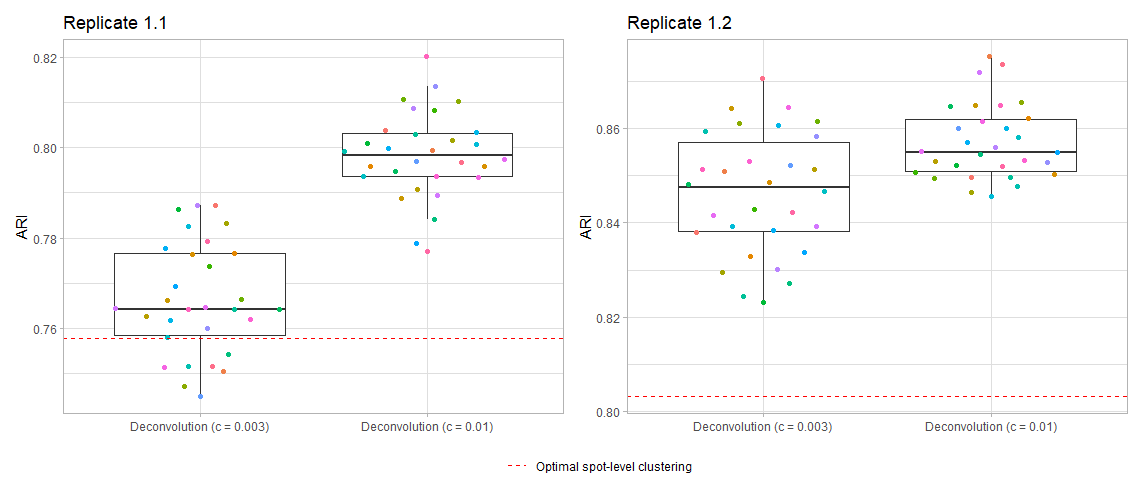 Replicate 1.1
Replicate 1.2
ARI
0.82
0.80
0.78
0.76
Deconvolution (c = 0.003)
Deconvolution (c = 0.01)
ARI
0.86
0.84
0.82
0.80
Deconvolution (c = 0.003)
Deconvolution (c = 0.01)
Optimal spot-level clustering